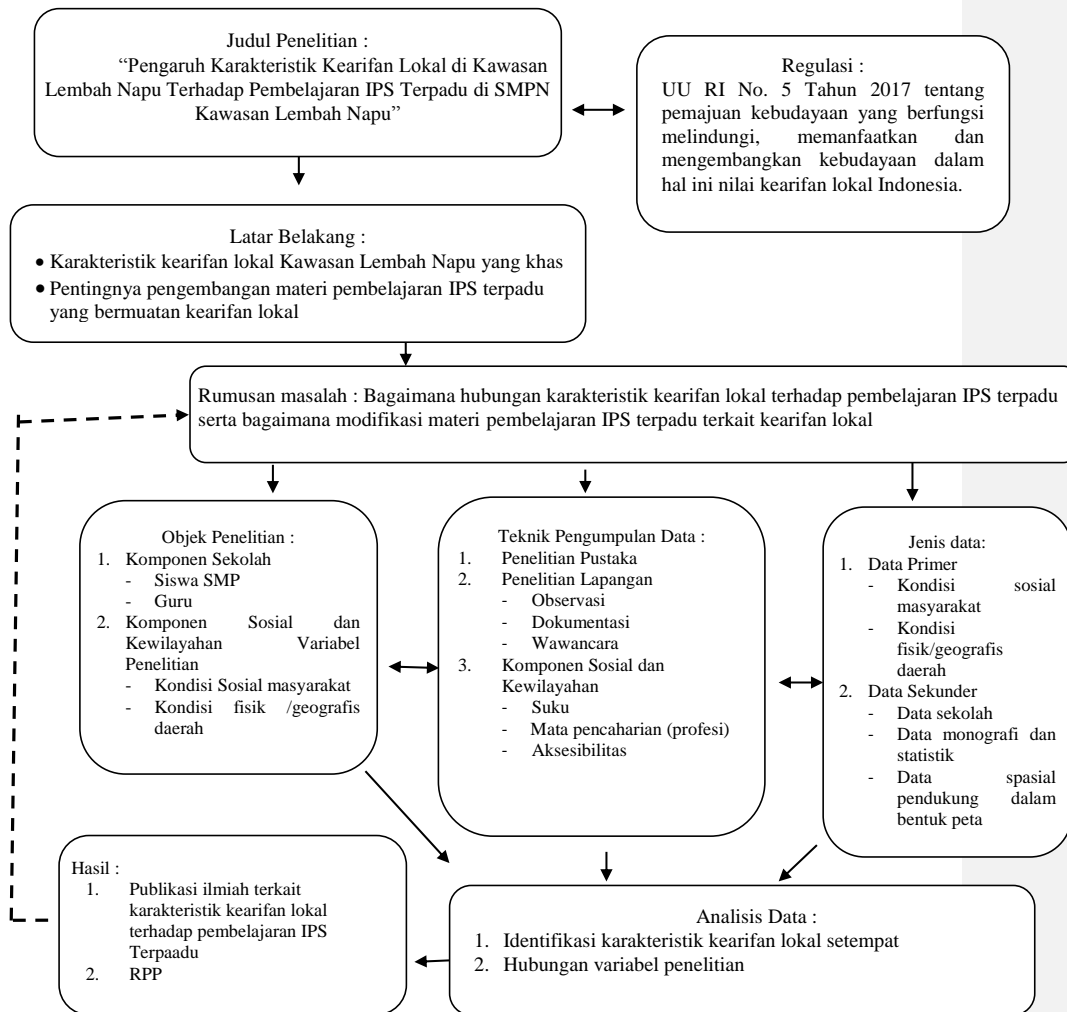 Judul Penelitian :
“Pengaruh Karakteristik Kearifan Lokal di Kawasan
Lembah Napu Terhadap Pembelajaran IPS Terpadu di SMPN
Kawasan Lembah Napu”
Regulasi :
UU RI No. 5 Tahun 2017 tentang
pemajuan kebudayaan yang berfungsi
melindungi, memanfaatkan dan
mengembangkan kebudayaan dalam
hal ini nilai kearifan lokal Indonesia.
Latar Belakang :
• Karakteristik kearifan lokal Kawasan Lembah Napu yang khas
• Pentingnya pengembangan materi pembelajaran IPS terpadu
yang bermuatan kearifan lokal
Rumusan masalah : Bagaimana hubungan karakteristik kearifan lokal terhadap pembelajaran IPS terpadu
serta bagaimana modifikasi materi pembelajaran IPS terpadu terkait kearifan lokal
Objek Penelitian :
1. Komponen Sekolah
- Siswa SMP
- Guru
2. Komponen Sosial dan
Kewilayahan Variabel
Penelitian
- Kondisi Sosial masyarakat
- Kondisi fisik /geografis
daerah
Teknik Pengumpulan Data :
1. Penelitian Pustaka
2. Penelitian Lapangan
- Observasi
- Dokumentasi
- Wawancara
3. Komponen Sosial dan
Kewilayahan
- Suku
- Mata pencaharian (profesi)
- Aksesibilitas
Jenis data:
1. Data Primer
- Kondisi sosial
masyarakat
- Kondisi
fisik/geografis
daerah
2. Data Sekunder
- Data sekolah
- Data monografi dan
statistik
- Data spasial
pendukung dalam
bentuk peta
Hasil :
1. Publikasi ilmiah terkait
karakteristik kearifan lokal
terhadap pembelajaran IPS
Terpaadu
2. RPP
Analisis Data :
1. Identifikasi karakteristik kearifan lokal setempat
2. Hubungan variabel penelitian